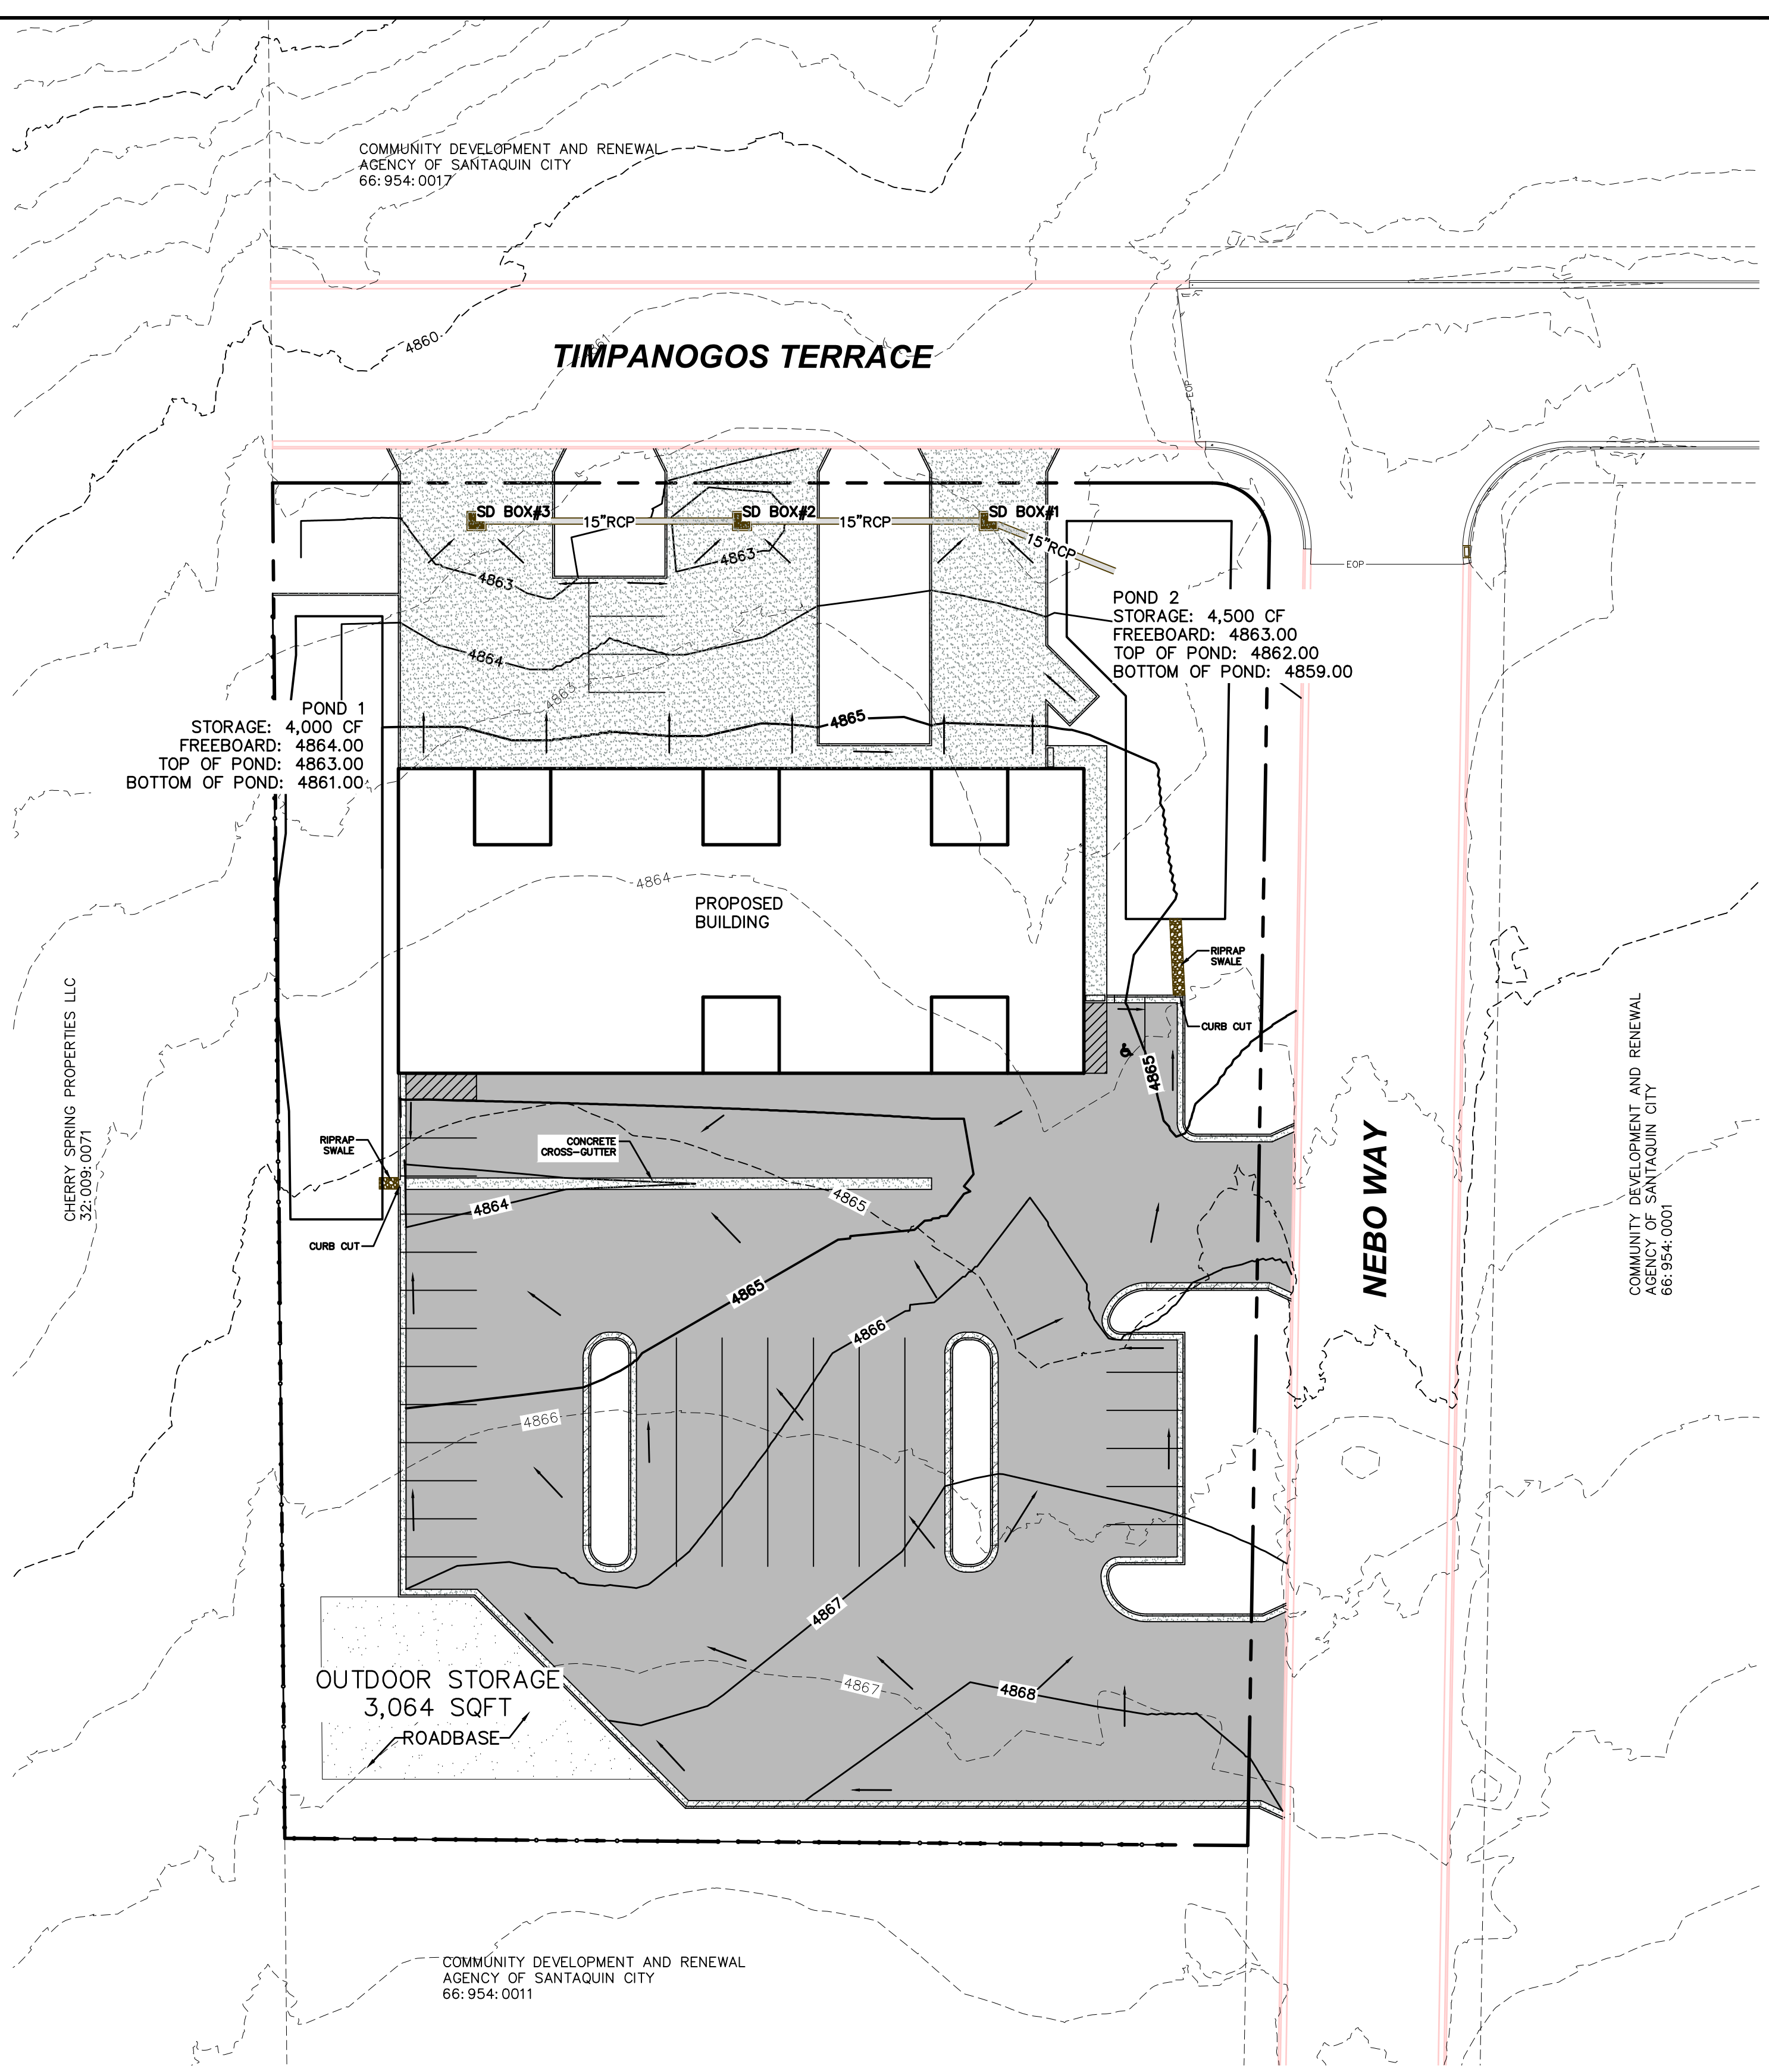 COMMUNITY DEVELOPMENT AND RENEWAL
AGENCY OF SANTAQUIN CITY
66:954:0017
4860
4861
TIMPANOGOS TERRACE
EOP
EOP
SD BOX#3
15"RCP
SD BOX#2
15"RCP
SD BOX#1
15"RCP
4863
4863
4864
4863
4865
POND 2
STORAGE: 4,500 CF
FREEBOARD: 4863.00
TOP OF POND: 4862.00
BOTTOM OF POND: 4859.00
POND 1
STORAGE: 4,000 CF
FREEBOARD: 4864.00
TOP OF POND: 4863.00
BOTTOM OF POND: 4861.00
4864
PROPOSED
BUILDING
RIPRAP
SWALE
CURB CUT
4865
CHERRY SPRING PROPERTIES LLC
32:009:0071
RIPRAP
SWALE
CONCRETE
CROSS-GUTTER
CURB CUT
4864
4865
4865
4866
4866
NEBO WAY
COMMUNITY DEVELOPMENT AND RENEWAL
AGENCY OF SANTAQUIN CITY
66:954:0001
4867
4867
4868
OUTDOOR STORAGE
3,064 SQFT
ROADBASE
COMMUNITY DEVELOPMENT AND RENEWAL
AGENCY OF SANTAQUIN CITY
66:954:0011